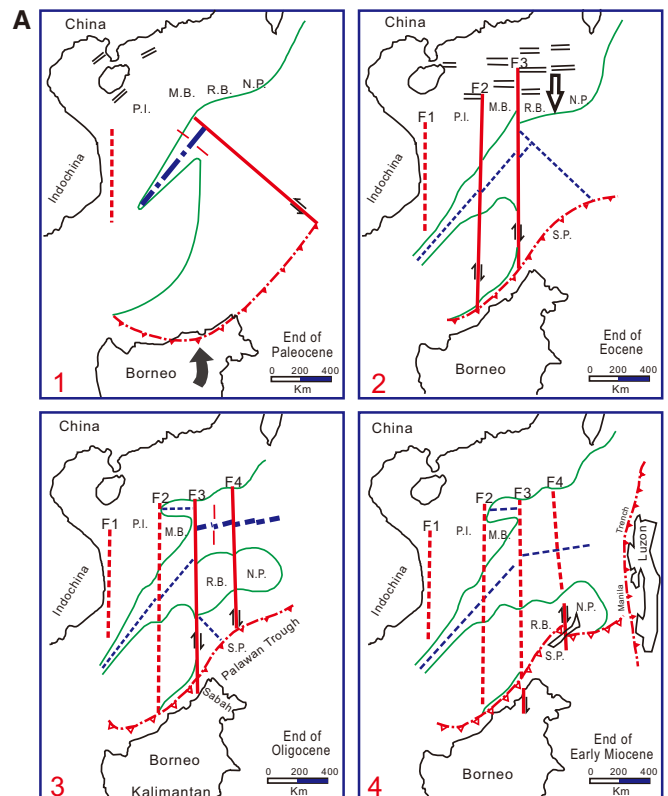 A
China
M.B.
R.B.
N.P.
P.I.
Indochina
Borneo
End of
Paleocene
0 200 400
Km
1
China
F3
F2
N.P.
M.B.
R.B.
P.I.
F1
Indochina
S.P.
Borneo
End of
Eocene
0 200 400
Km
2
China
F4
F2
F3
F1
P.I.
M.B.
R.B.
N.P.
Indochina
S.P.
Palawan Trough
Sabah
Borneo
Kalimantan
End of
Oligocene
0 200 400
Km
3
China
F4
F2
F3
F1
P.I.
M.B.
Trench
Luzon
Indochina
Manila
N.P.
R.B.
S.P.
Borneo
End of
Early Miocene
0 200 400
Km
4